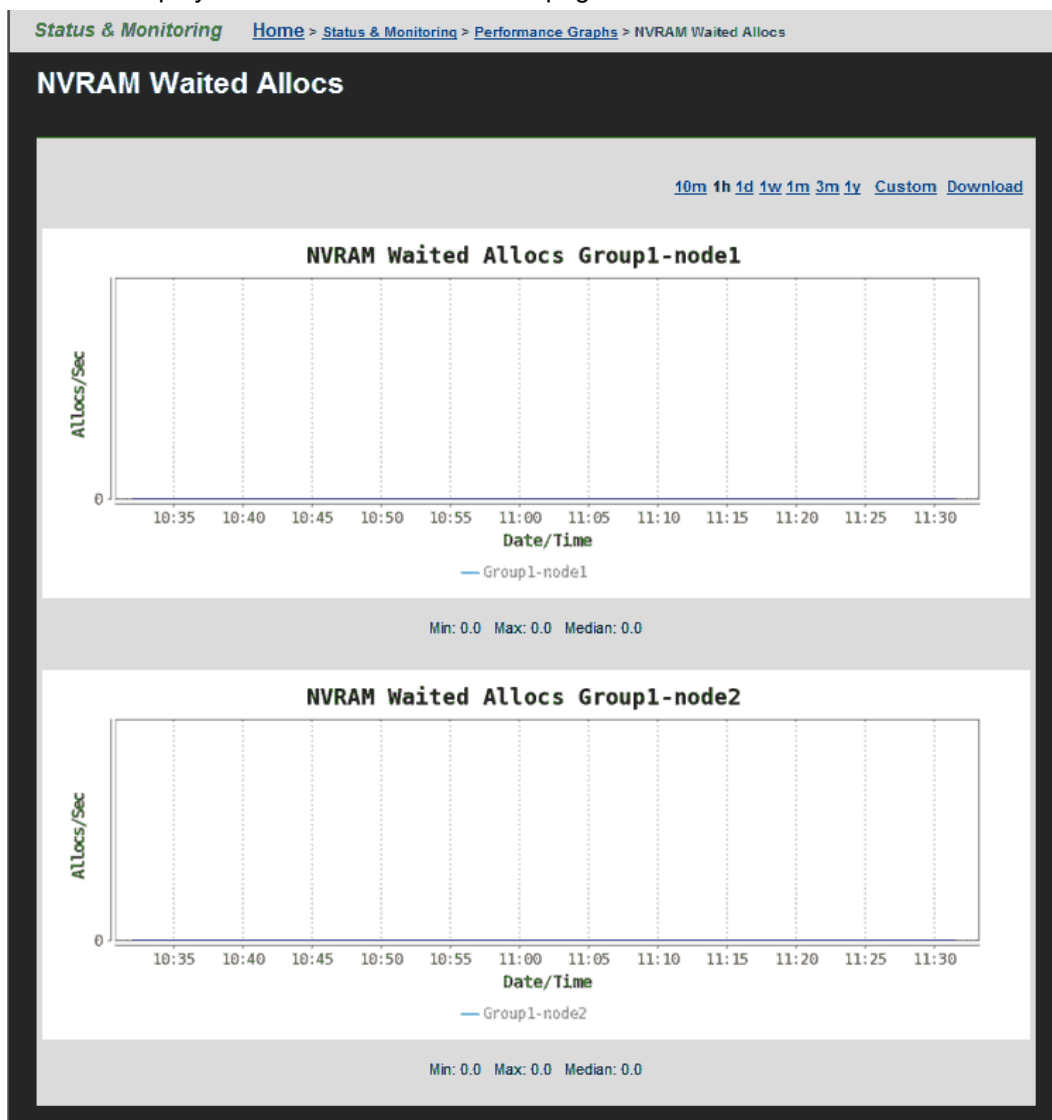 Status & Monitoring Home > Status & Monitoring > Performance Graphs > NVRAM Waited Allocs
NVRAM Waited Allocs
10m 1h 1d 1w 1m 3m 1y Custom Download
NVRAM Waited Allocs Group1-node1
Allocs/Sec
0
10:35 10:40 10:45 10:50 10:55 11:00 11:05 11:10 11:15 11:20 11:25 11:30
Date/Time
Group1-node1
Min: 0.0 Max: 0.0 Median: 0.0
NVRAM Waited Allocs Group1-node2
Allocs/Sec
0
10:35 10:40 10:45 10:50 10:55 11:00 11:05 11:10 11:15 11:20 11:25 11:30
Date/Time
Group1-node2
Min: 0.0 Max: 0.0 Median: 0.0